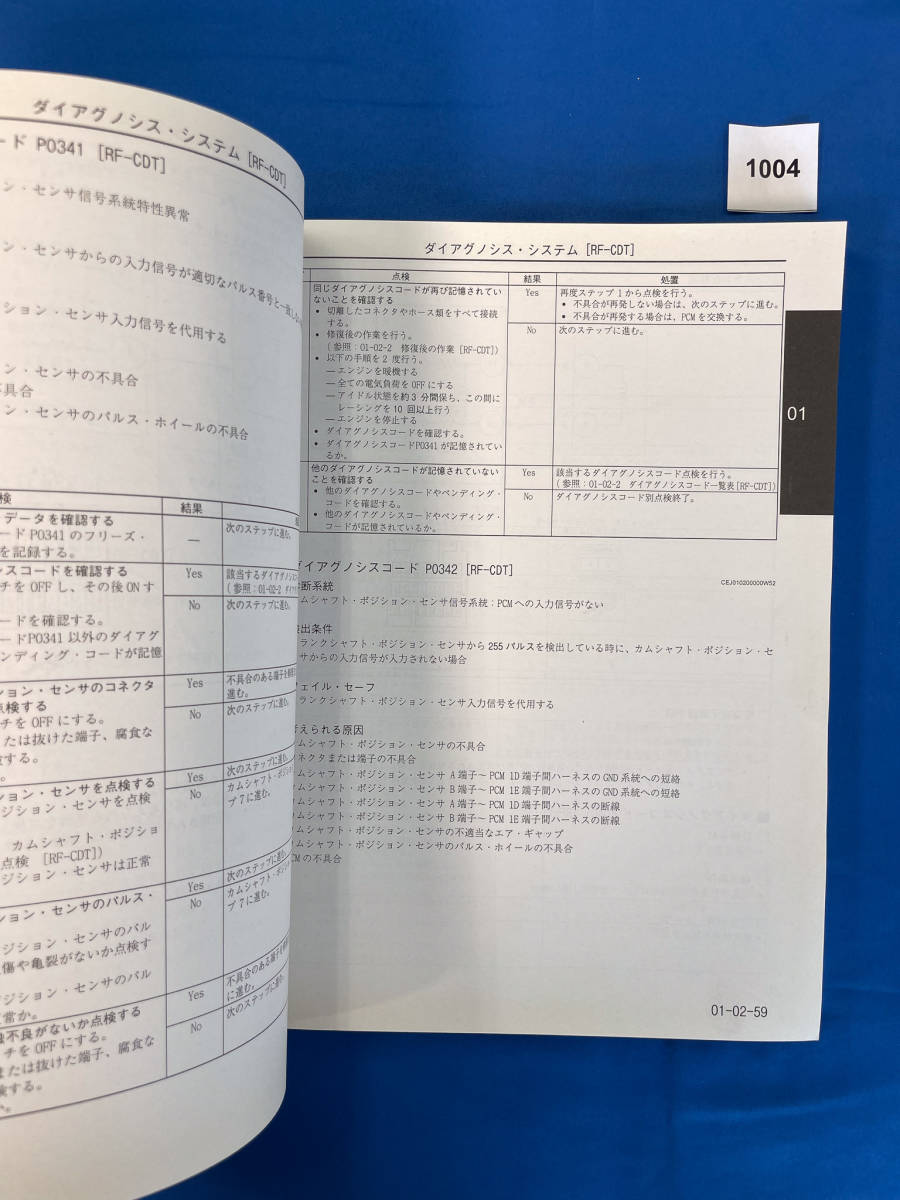 ダイアグノシス・システム [RF-CDT]
ード P0341 [RF-CDT]
ン・センサ信号系統特性異常
ン・センサからの入力信号が適切なパルス番号と一致しない
ション・センサ入力信号を代用する
ン・センサの不具合
不具合
ン・センサのパルス・ホイールの不具合
検
結果
データを確認する
ード P0341 のフリーズ・
を記録する。
—
次のステップに進む。
スコードを確認する
チを OFF し、その後 ON す
Yes
該当するダイアグノシス
(参照：01-02-2 ダイアグ
No
次のステップに進む。
ードを確認する。
ード P0341 以外のダイアグ
ンディング・コードが記憶
ション・センサのコネクタ
点検する
Yes
不具合のある端子を
進む。
チを OFF にする。
No
次のステップに進む。
たは抜けた端子、腐食な
検する。
ション・センサを点検する
Yes
次のステップに進む。
ジション・センサを点検
No
カムシャフト・ポジ
プ 7 に進む。
カムシャフト・ポジショ
点検 [RF-CDT])
ジション・センサは正常
Yes
次のステップに進む。
ション・センサのパルス・
No
カムシャフト・ポジ
プ 7 に進む。
ジション・センサのパル
傷や亀裂がないか点検す
ジション・センサのパル
常か。
Yes
不具合のある端子を
に進む。
不良がないか点検する
No
次のステップに進む。
チを OFF にする。
または抜けた端子、腐食な
検する。
1004
ダイアグノシス・システム [RF-CDT]
点検
結果
処置
同じダイアグノシスコードが再び記憶されてい
ないことを確認する
• 切離したコネクタやホース類をすべて接続
する。
• 修復後の作業を行う。
(参照：01-02-2 修復後の作業 [RF-CDT])
• 以下の手順を 2 度行う。
—エンジンを暖機する
—全ての電気負荷を OFF にする
—アイドル状態を約 3 分間保ち、この間に
レーシングを 10 回以上行う
—エンジンを停止する
• ダイアグノシスコードを確認する。
• ダイアグノシスコードP0341 が記憶されてい
るか。
Yes
再度ステップ 1 から点検を行う。
• 不具合が再発しない場合は、次のステップに進む。
• 不具合が再発する場合は、PCM を交換する。
No
次のステップに進む。
他のダイアグノシスコードが記憶されていない
ことを確認する
• 他のダイアグノシスコードやペンディング・
コードを確認する。
• 他のダイアグノシスコードやペンディング・
コードが記憶されているか。
Yes
該当するダイアグノシスコード点検を行う。
(参照：01-02-2 ダイアグノシスコード一覧表[RF-CDT])
No
ダイアグノシスコード別点検終了。
01
ダイアグノシスコード P0342 [RF-CDT]
CEJ010200000W52
断系統
ムシャフト・ポジション・センサ信号系統：PCM への入力信号がない
出条件
ランクシャフト・ポジション・センサから 255 パルスを検出している時に、カムシャフト・ポジション・セ
サからの入力信号が入力されない場合
ェイル・セーフ
ランクシャフト・ポジション・センサ入力信号を代用する
えられる原因
ムシャフト・ポジション・センサの不具合
ネクタまたは端子の不具合
ムシャフト・ポジション・センサ A 端子～ PCM 1D 端子間ハーネスの GND 系統への短絡
ムシャフト・ポジション・センサ B 端子～ PCM 1E 端子間ハーネスの GND 系統への短絡
ムシャフト・ポジション・センサ A 端子～ PCM 1D 端子間ハーネスの断線
ムシャフト・ポジション・センサ B 端子～ PCM 1E 端子間ハーネスの断線
ムシャフト・ポジション・センサの不適当なエア・ギャップ
ムシャフト・ポジション・センサのパルス・ホイールの不具合
CM の不具合
01-02-59